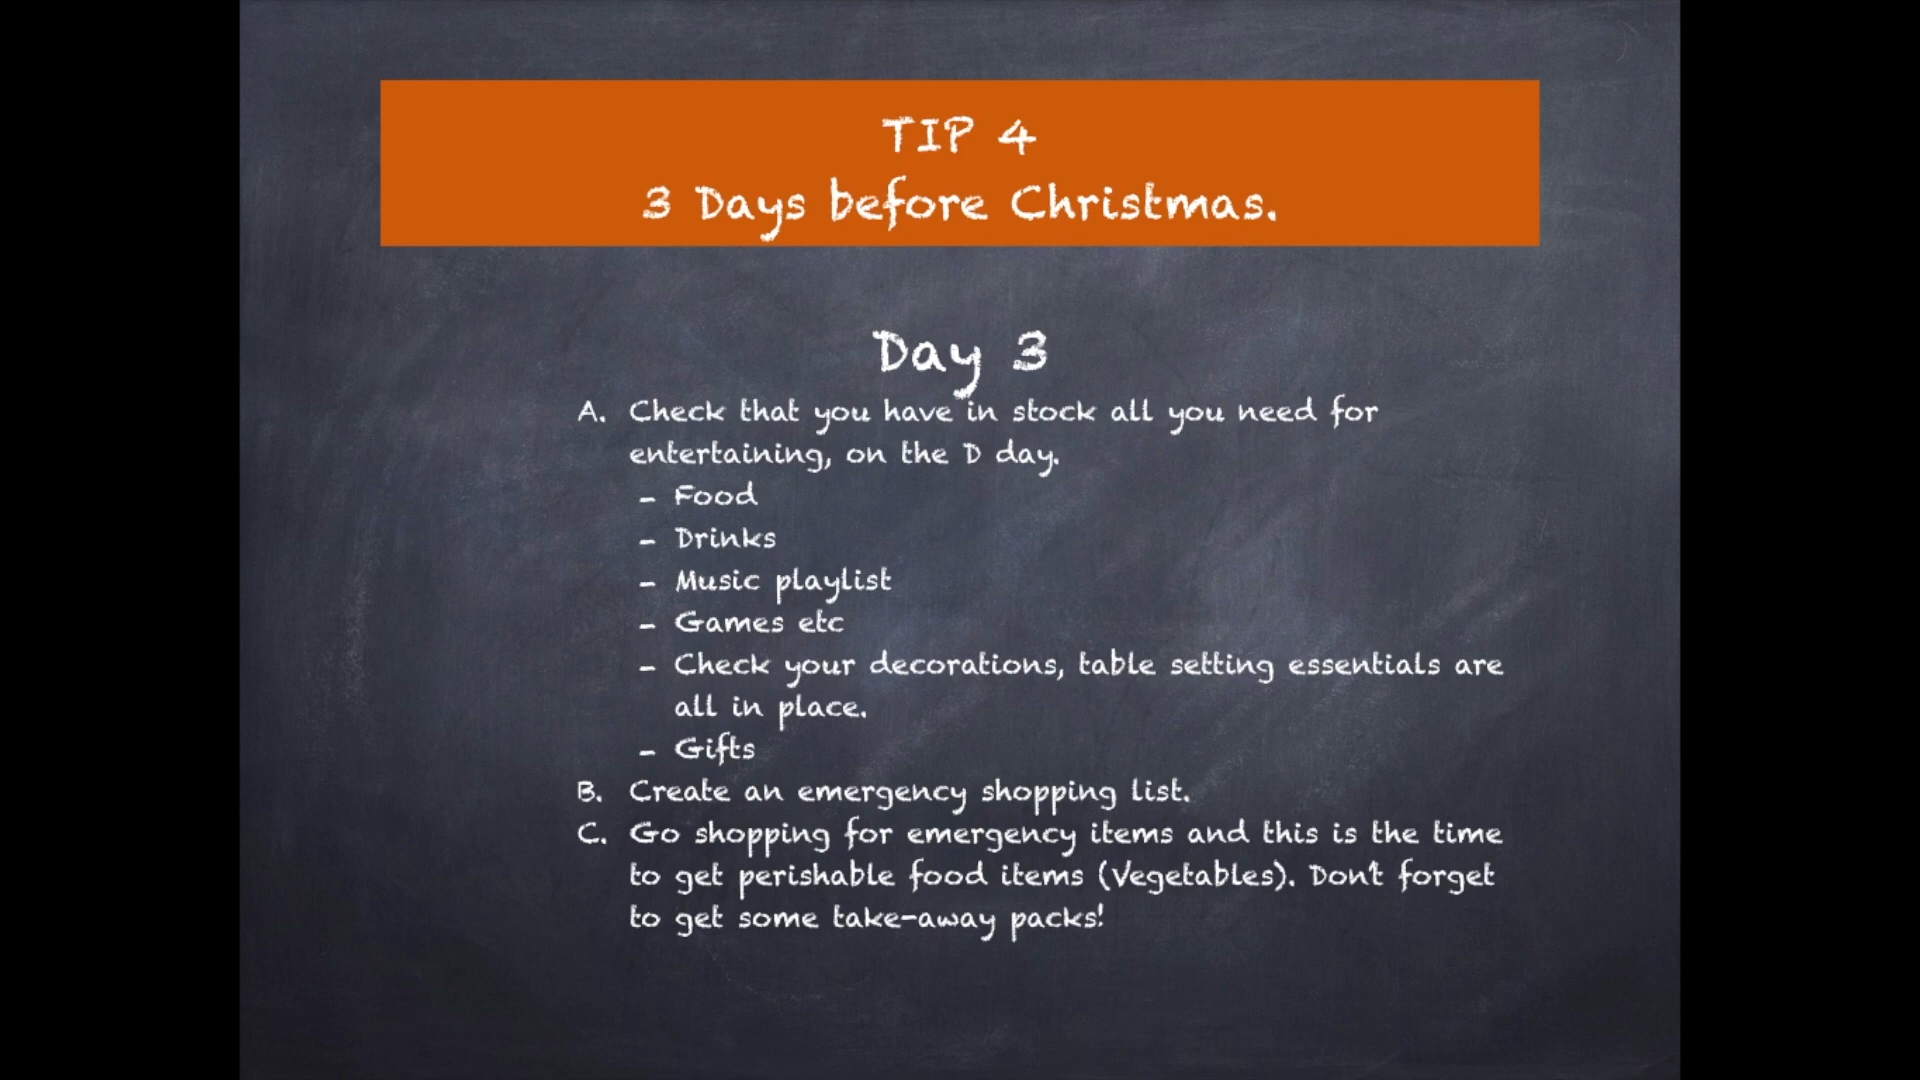 TIP 4
3 Days before Christmas.
Day 3
A. Check that you have in stock all you need for
entertaining, on the D day.
- Food
- Drinks
- Music playlist
- Games etc
- Check your decorations, table setting essentials are
all in place.
- Gifts
B. Create an emergency shopping list.
C. Go shopping for emergency items and this is the time
to get perishable food items (Vegetables). Don't forget
to get some take-away packs!